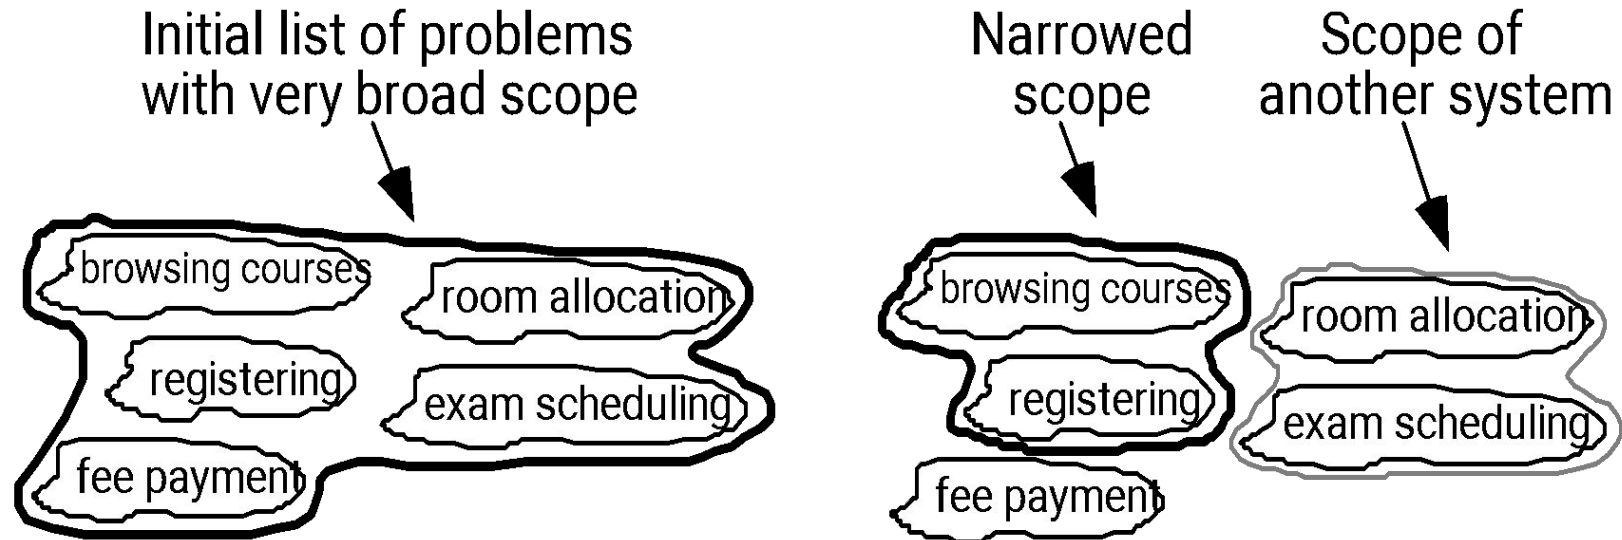 Initial list of problems
with very broad scope
browsing courses
room allocation
registering
exam scheduling
fee payment
Narrowed
scope
browsing courses
registering
fee payment
Scope of
another system
room allocation
exam scheduling